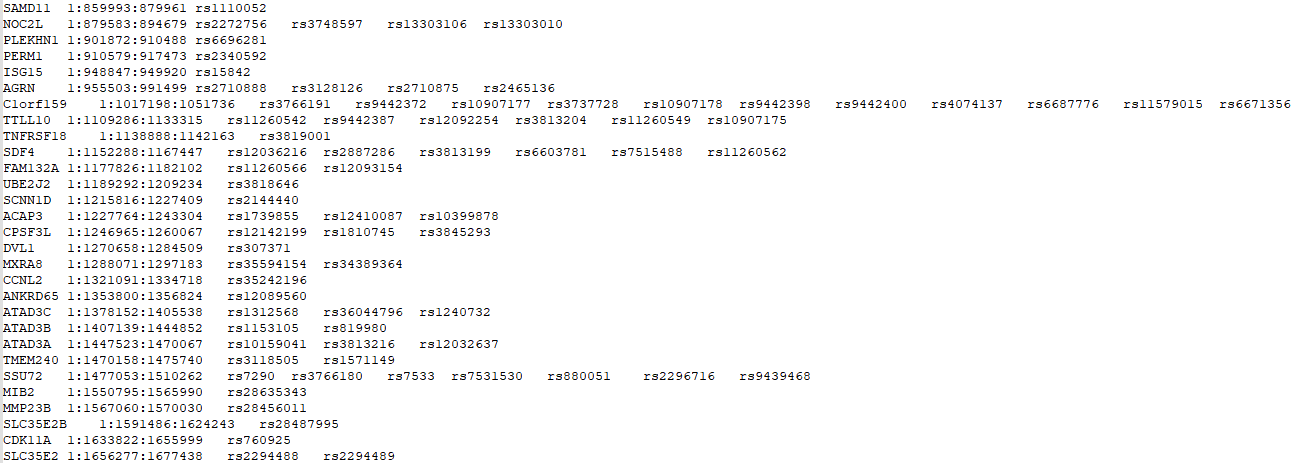 SAMD11 1:859993:879961 rs1110052
NOC2L 1:879583:894679 rs2272756 rs3748597 rs13303106 rs13303010
PLEKHN1 1:901872:910488 rs6696281
PERM1 1:910579:917473 rs2340592
ISG15 1:948847:949920 rs15842
AGRN 1:955503:991499 rs2710888 rs3128126 rs2710875 rs2465136
C1orf159 1:1017198:1051736 rs3766191 rs9442372 rs10907177 rs3737728 rs10907178 rs9442398 rs9442400 rs4074137 rs6687776 rs11579015 rs6671356
TTLL10 1:1109286:1133315 rs11260542 rs9442387 rs12092254 rs3813204 rs11260549 rs10907175
TNFRSF18 1:1138888:1142163 rs3819001
SDF4 1:1152288:1167447 rs12036216 rs2887286 rs3813199 rs6603781 rs7515488 rs11260562
FAM132A 1:1177826:1182102 rs11260566 rs12093154
UBE2J2 1:1189292:1209234 rs3818646
SCNN1D 1:1215816:1227409 rs2144440
ACAP3 1:1227764:1243304 rs1739855 rs12410087 rs10399878
CPSF3L 1:1246965:1260067 rs12142199 rs1810745 rs3845293
DVL1 1:1270658:1284509 rs307371
MXRA8 1:1288071:1297183 rs35594154 rs34389364
CCNL2 1:1321091:1334718 rs35242196
ANKRD65 1:1353800:1356824 rs12089560
ATAD3C 1:1378152:1405538 rs1312568 rs36044796 rs1240732
ATAD3B 1:1407139:1444852 rs1153105 rs819980
ATAD3A 1:1447523:1470067 rs10159041 rs3813216 rs12032637
TMEM240 1:1470158:1475740 rs3118505 rs1571149
SSU72 1:1477053:1510262 rs7290 rs3766180 rs7533 rs7531530 rs880051 rs2296716 rs9439468
MIB2 1:1550795:1565990 rs28635343
MMP23B 1:1567060:1570030 rs28456011
SLC35E2B 1:1591486:1624243 rs28487995
CDK11A 1:1633822:1655999 rs760925
SLC35E2 1:1656277:1677438 rs2294488 rs2294489